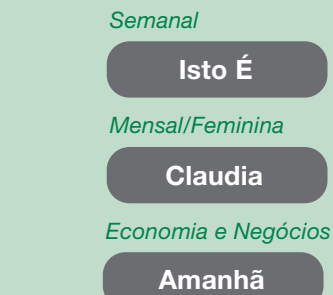 Semanal
Isto É
Mensal/Feminina
Claudia
Economia e Negócios
Amanhã